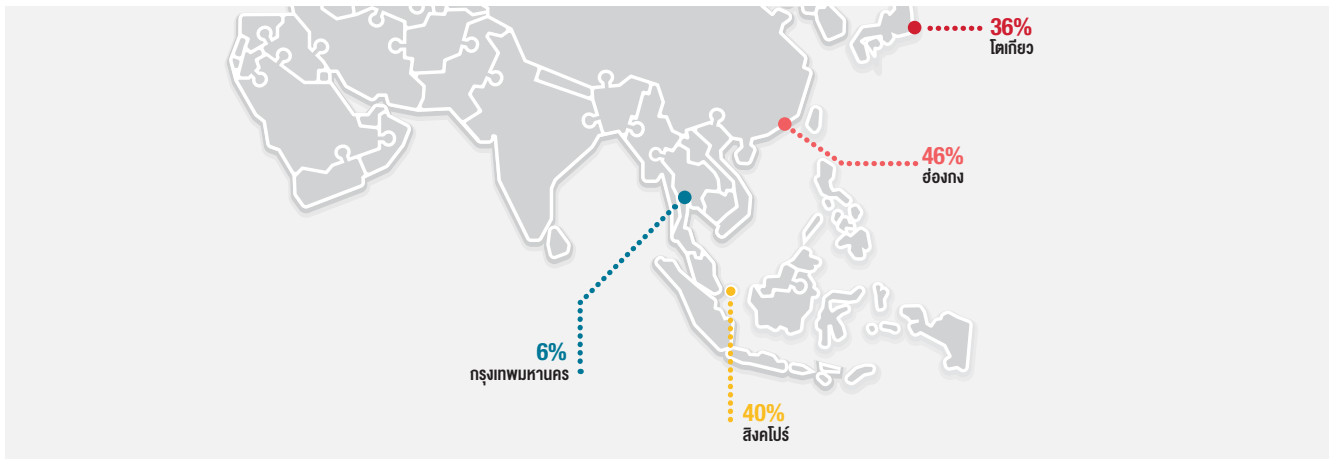 36%
โตเกียว
46%
ฮ่องกง
6%
กรุงเทพมหานคร
40%
สิงคโปร์